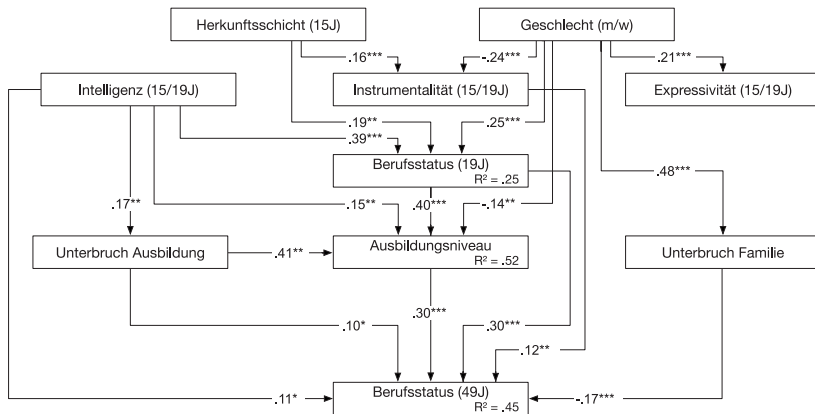 Herkunftsschicht (15J)
Geschlecht (m/w)
.16***
-.24***
.21***
Intelligenz (15/19J)
Instrumentalität (15/19J)
Expressivität (15/19J)
.19**
.25***
.39***
Berufsstatus (19J)
R² = .25
.48***
.17**
.15**
.40***
-.14**
Unterbruch Ausbildung
.41**
Ausbildungsniveau
R² = .52
Unterbruch Familie
.30***
.10*
.30***
.12**
.11*
Berufsstatus (49J)
R² = .45
-.17***